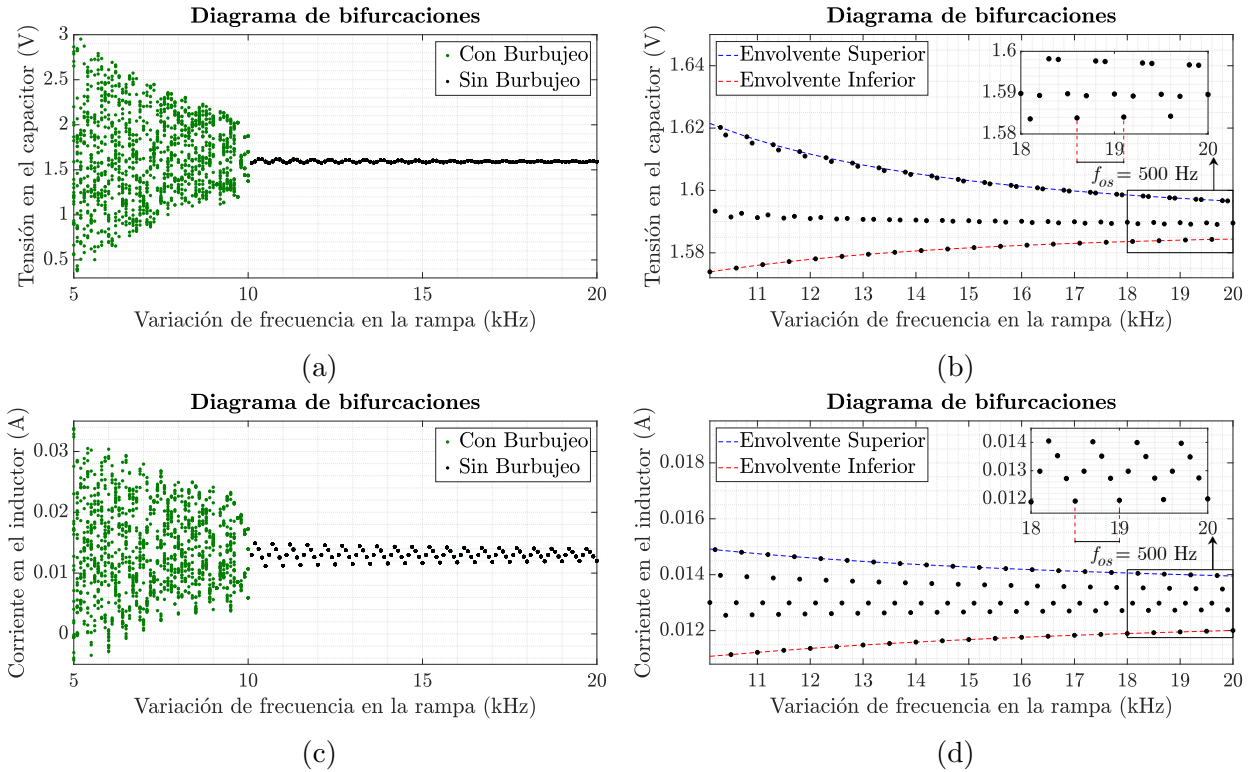 Diagrama de bifurcaciones
Tensión en el capacitor (V)
3
2.5
2
1.5
1
0.5
Con Burbujeo
Sin Burbujeo
5
10
15
20
Variación de frecuencia en la rampa (kHz)
(a)
Diagrama de bifurcaciones
Tensión en el capacitor (V)
1.64
1.62
1.6
1.58
Envolvente Superior
Envolvente Inferior
1.6
1.59
1.58
18
19
20
f_os = 500 Hz
11 12 13 14 15 16 17 18 19 20
Variación de frecuencia en la rampa (kHz)
(b)
Diagrama de bifurcaciones
Corriente en el inductor (A)
0.03
0.02
0.01
0
Con Burbujeo
Sin Burbujeo
5
10
15
20
Variación de frecuencia en la rampa (kHz)
(c)
Diagrama de bifurcaciones
Corriente en el inductor (A)
0.018
0.016
0.014
0.012
Envolvente Superior
Envolvente Inferior
0.014
0.013
0.012
18
19
20
f_os = 500 Hz
11 12 13 14 15 16 17 18 19 20
Variación de frecuencia en la rampa (kHz)
(d)